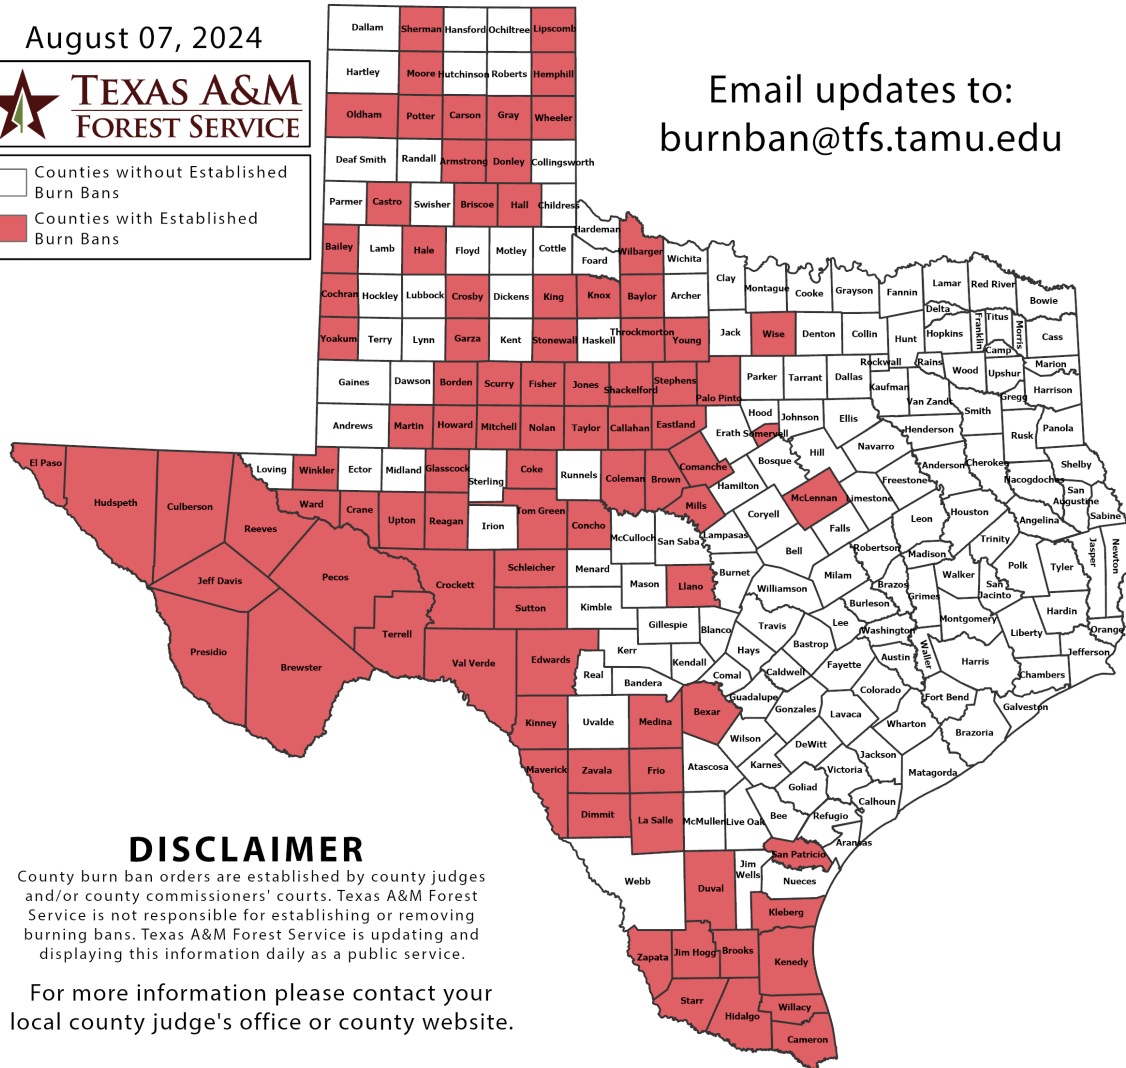 August 07, 2024
TEXAS A&M
FOREST SERVICE
Counties without Established
Burn Bans
Counties with Established
Burn Bans
Email updates to:
burnban@tfs.tamu.edu
Dallam Sherman Hansford Ochiltree Lipscomb
Hartley Moore Hutchinson Roberts Hemphill
Oldham Potter Carson Gray Wheeler
Deaf Smith Randall Armstrong Donley Collingsworth
Parmer Castro Swisher Briscoe Hall Childress
Hardeman
Bailey Lamb Hale Floyd Motley Cottle Foard Wilbarger Wichita
Clay Montague Cooke Grayson Fannin Lamar Red River Bowie
Cochran Hockley Lubbock Crosby Dickens King Knox Baylor Archer
Delta Titus Franklin Morris Cass
Yoakum Terry Lynn Garza Kent Stonewall Haskell Throckmorton Young Jack Wise Denton Collin Hunt Hopkins
Camp Rockwall Rains Wood Upshur Marion
Gaines Dawson Borden Scurry Fisher Jones Shackelford Stephens Palo Pinto Parker Tarrant Dallas Kaufman Van Zandt Gregg Harrison
Andrews Martin Howard Mitchell Nolan Taylor Callahan Eastland Erath Hood Somervell Johnson Ellis Henderson Smith Rusk Panola
El Paso Loving Winkler Ector Midland Glasscock Sterling Coke Runnels Coleman Brown Comanche Bosque Hill Navarro Anderson Cherokee Nacogdoches Shelby
Hudspeth Culberson Reeves Ward Crane Upton Reagan Irion Tom Green Concho Mills Hamilton McLennan Limestone Freestone San Augustine Sabine
McCulloch San Saba Lampasas Coryell Falls Leon Houston Angelina
Jeff Davis Pecos Crockett Schleicher Menard Mason Llano Burnet Bell Robertson Madison Trinity Polk Tyler Jasper Newton
Sutton Kimble Williamson Milam Brazos Grimes Walker San Jacinto Hardin
Presidio Brewster Terrell Val Verde Edwards Gillespie Blanco Travis Lee Burleson Washington Montgomery Liberty Orange
Real Kerr Kendall Hays Bastrop Fayette Austin Waller Harris Chambers Jefferson
Bandera Comal Caldwell Guadalupe Colorado Fort Bend Galveston
Kinney Uvalde Medina Bexar Gonzales Lavaca Wharton Brazoria
Wilson DeWitt Jackson
Maverick Zavala Frio Atascosa Karnes Victoria Matagorda
Goliad Calhoun
Dimmit La Salle McMullen Live Oak Bee Refugio Aransas
San Patricio
Webb Duval Jim Wells Nueces
Kleberg
Zapata Jim Hogg Brooks Kenedy
Starr Hidalgo Willacy
Cameron
DISCLAIMER
County burn ban orders are established by county judges
and/or county commissioners' courts. Texas A&M Forest
Service is not responsible for establishing or removing
burning bans. Texas A&M Forest Service is updating and
displaying this information daily as a public service.
For more information please contact your
local county judge's office or county website.